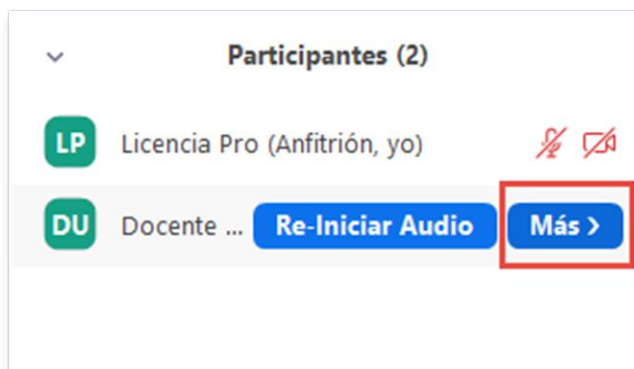 Participantes (2)
LP Licencia Pro (Anfitrión, yo)
DU Docente ... Re-Iniciar Audio Más >